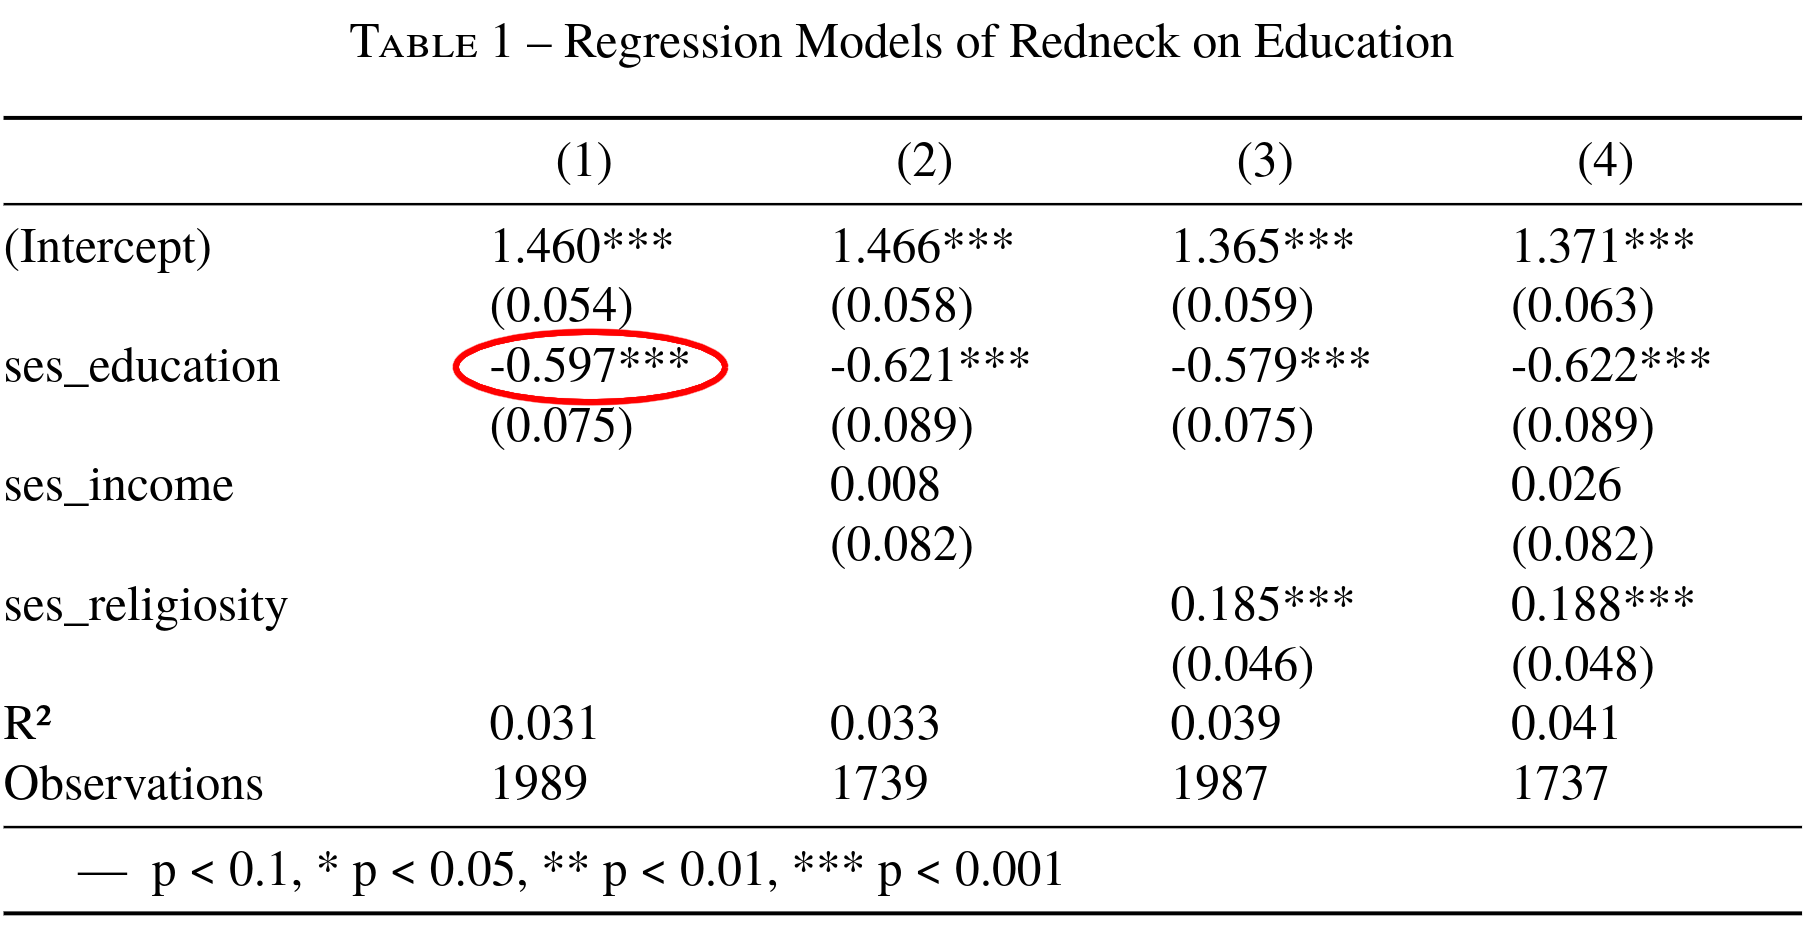 TABLE 1 – Regression Models of Redneck on Education
(1) (2) (3) (4)
(Intercept) 1.460*** 1.466*** 1.365*** 1.371***
(0.054) (0.058) (0.059) (0.063)
ses_education -0.597*** -0.621*** -0.579*** -0.622***
(0.075) (0.089) (0.075) (0.089)
ses_income 0.008 0.026
(0.082) (0.082)
ses_religiosity 0.185*** 0.188***
(0.046) (0.048)
R² 0.031 0.033 0.039 0.041
Observations 1989 1739 1987 1737
— p < 0.1, * p < 0.05, ** p < 0.01, *** p < 0.001